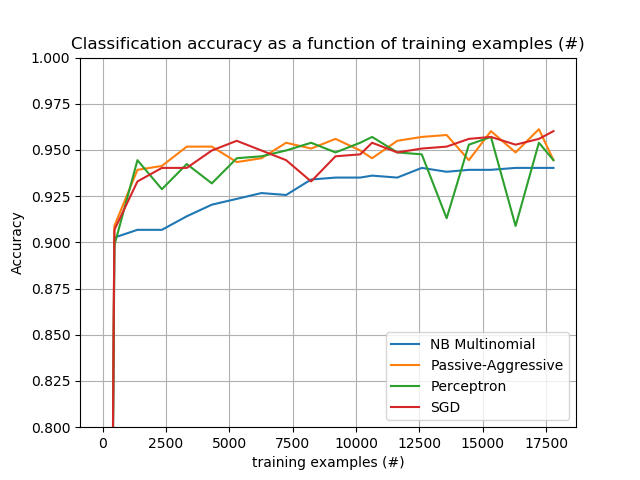 Classification accuracy as a function of training examples (#)
1.000
0.975
0.950
0.925
0.900
0.875
0.850
0.825
0.800
Accuracy
NB Multinomial
Passive-Aggressive
Perceptron
SGD
0 2500 5000 7500 10000 12500 15000 17500
training examples (#)